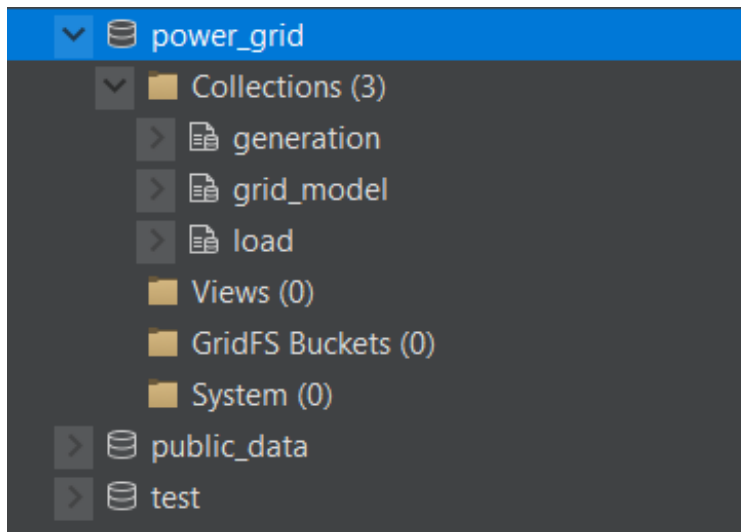 power_grid
Collections (3)
generation
grid_model
load
Views (0)
GridFS Buckets (0)
System (0)
public_data
test